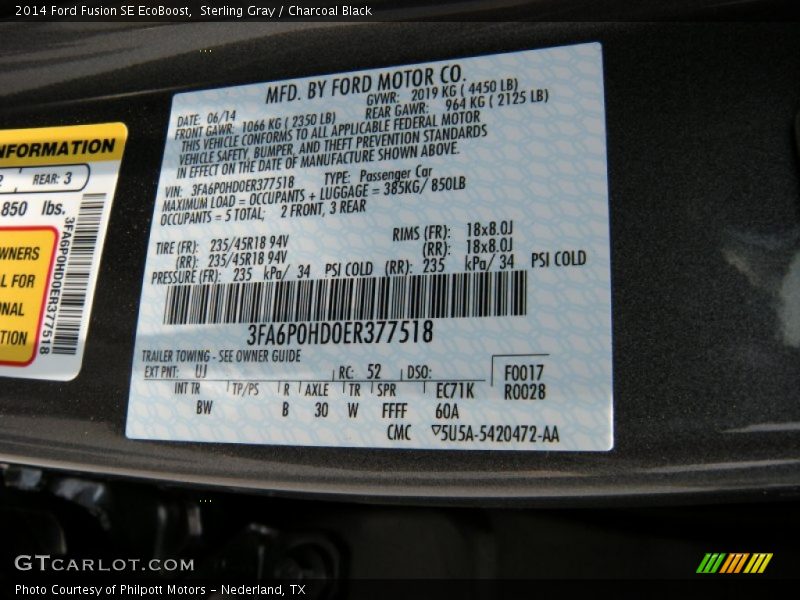 2014 Ford Fusion SE EcoBoost,  Sterling Gray / Charcoal Black
NFORMATION
REAR: 3
850 lbs.
OWNERS
L FOR
ONAL
TION
3FA6P0HD0ER377518
MFD. BY FORD MOTOR CO.
DATE: 06/14 GVWR: 2019 KG ( 4450 LB)
FRONT GAWR: 1066 KG ( 2350 LB) REAR GAWR: 964 KG ( 2125 LB)
THIS VEHICLE CONFORMS TO ALL APPLICABLE FEDERAL MOTOR
VEHICLE SAFETY, BUMPER, AND THEFT PREVENTION STANDARDS
IN EFFECT ON THE DATE OF MANUFACTURE SHOWN ABOVE.
VIN: 3FA6P0HD0ER377518 TYPE: Passenger Car
MAXIMUM LOAD = OCCUPANTS + LUGGAGE = 385KG/ 850LB
OCCUPANTS = 5 TOTAL; 2 FRONT, 3 REAR
TIRE (FR): 235/45R18 94V RIMS (FR): 18x8.0J
(RR): 235/45R18 94V (RR): 18x8.0J
PRESSURE (FR): 235 kPa/ 34 PSI COLD (RR): 235 kPa/ 34 PSI COLD
3FA6P0HD0ER377518
TRAILER TOWING - SEE OWNER GUIDE
EXT PNT: UJ RC: 52 DSO: F0017
INT TR TP/PS R AXLE TR SPR EC71K R0028
BW B 30 W FFFF 60A
CMC 5U5A-5420472-AA
GTCARLOT.COM
Photo Courtesy of Philpott Motors – Nederland, TX